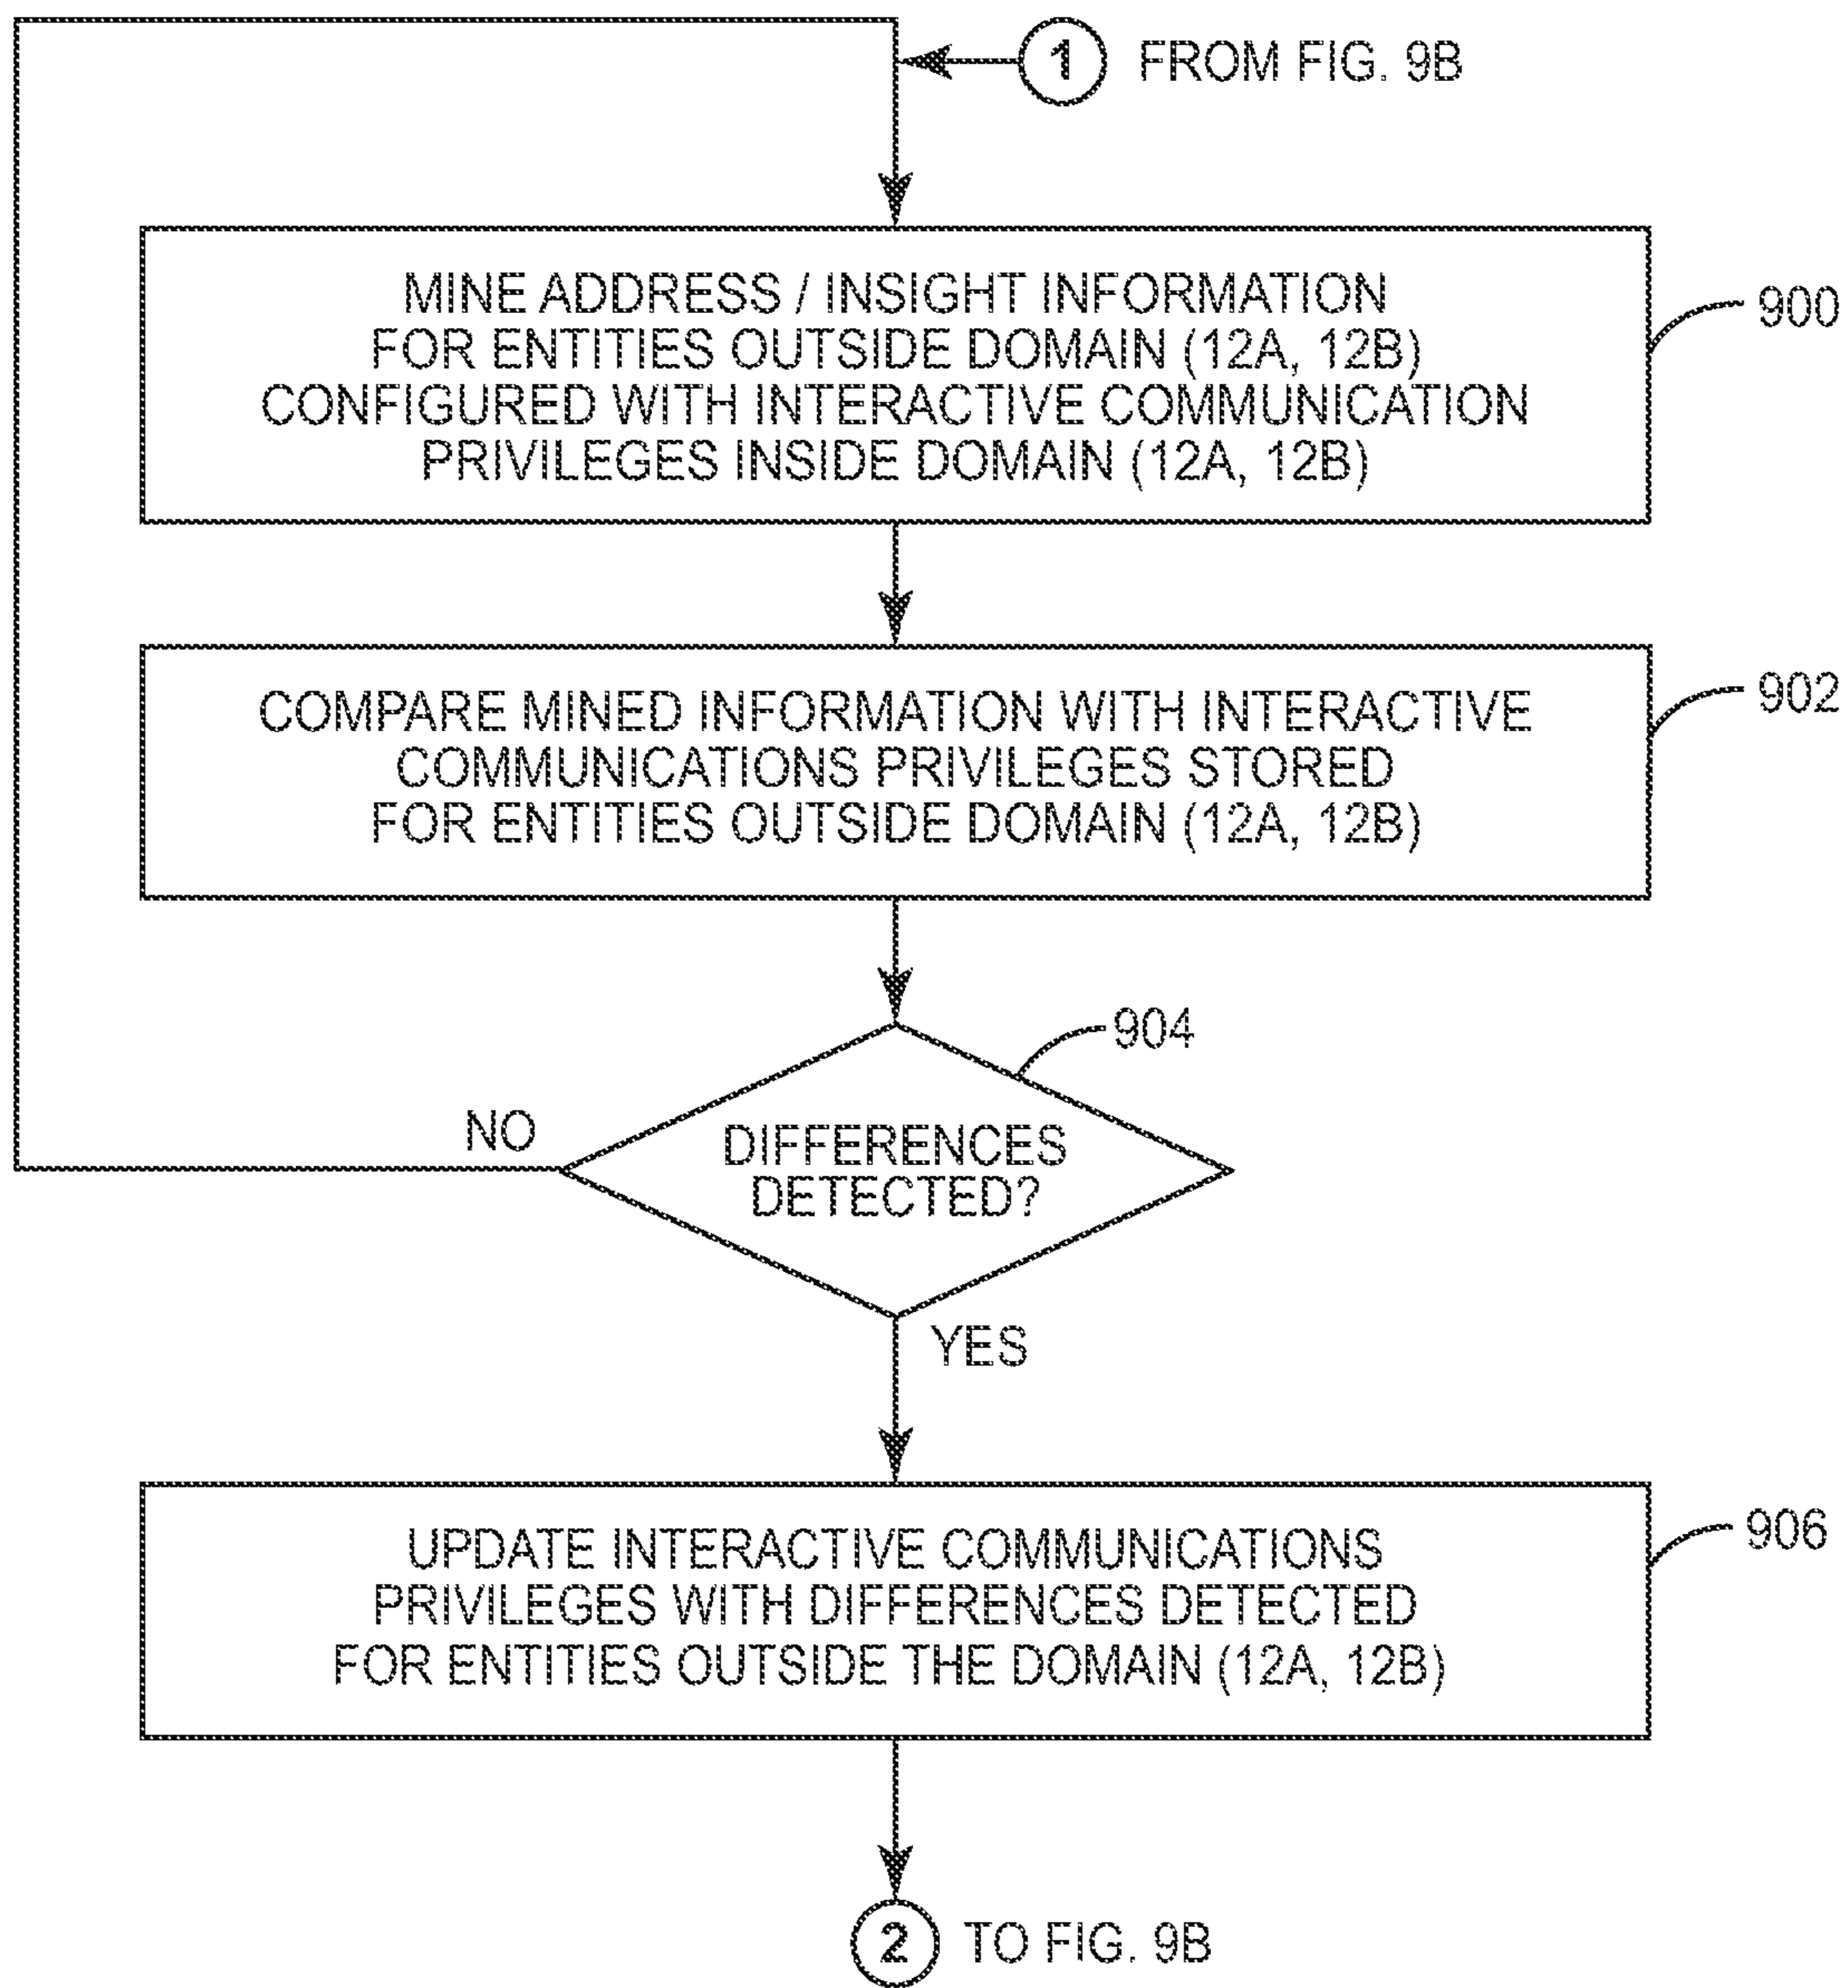 1 FROM FIG. 9B
MINE ADDRESS / INSIGHT INFORMATION
FOR ENTITIES OUTSIDE DOMAIN (12A, 12B)
CONFIGURED WITH INTERACTIVE COMMUNICATION
PRIVILEGES INSIDE DOMAIN (12A, 12B)
900
COMPARE MINED INFORMATION WITH INTERACTIVE
COMMUNICATIONS PRIVILEGES STORED
FOR ENTITIES OUTSIDE DOMAIN (12A, 12B)
902
904
NO
DIFFERENCES
DETECTED?
YES
UPDATE INTERACTIVE COMMUNICATIONS
PRIVILEGES WITH DIFFERENCES DETECTED
FOR ENTITIES OUTSIDE THE DOMAIN (12A, 12B)
906
2 TO FIG. 9B